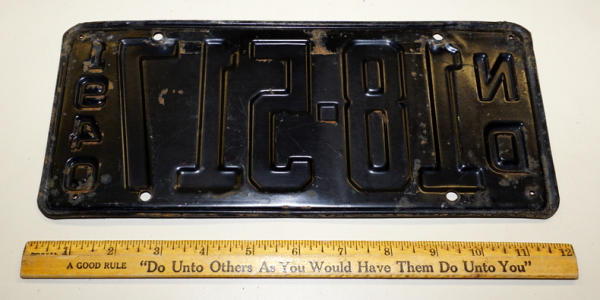 ND
18-517
1940
1 2 3 4 5 6 7 8 9 10 11 12
A GOOD RULE "Do Unto Others As You Would Have Them Do Unto You"